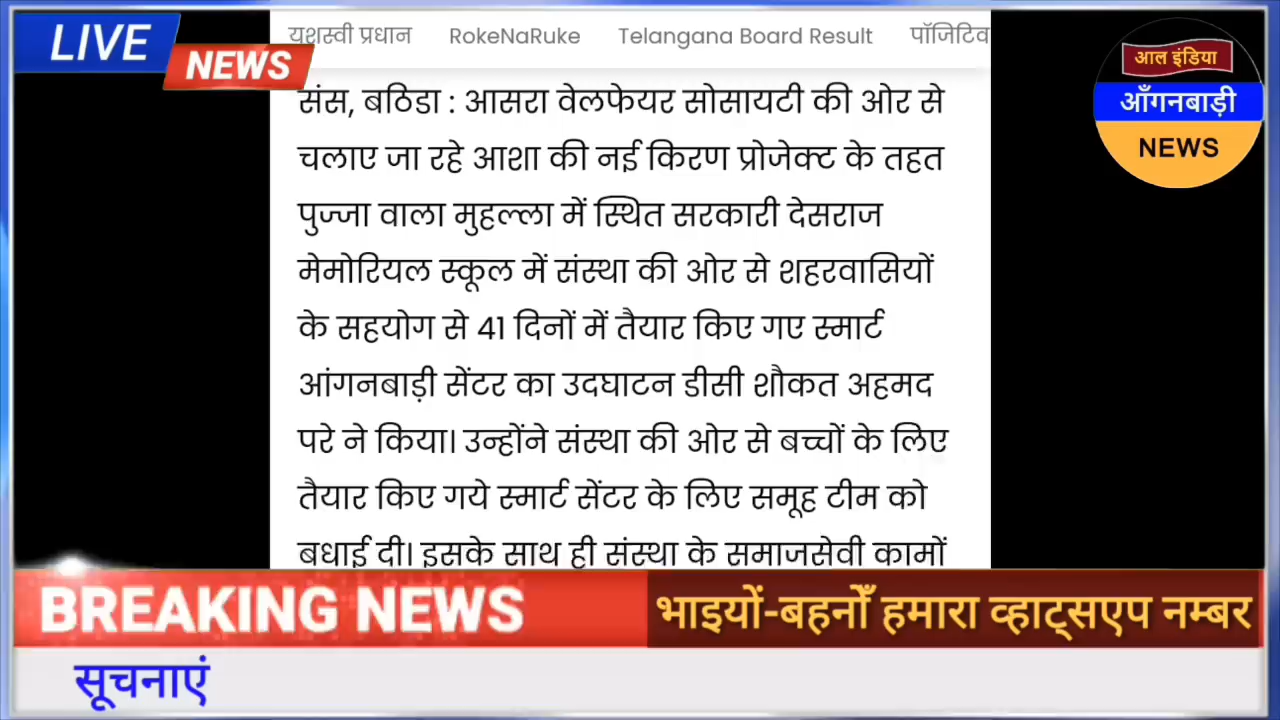 LIVE
NEWS
यशस्वी प्रधान RokeNaRuke Telangana Board Result पॉजिटिव
आल इंडिया
आँगनबाड़ी
NEWS
संस, बठिंडा : आसरा वेलफेयर सोसायटी की ओर से
चलाए जा रहे आशा की नई किरण प्रोजेक्ट के तहत
पुज्जा वाला मुहल्ला में स्थित सरकारी देसराज
मेमोरियल स्कूल में संस्था की ओर से शहरवासियों
के सहयोग से 41 दिनों में तैयार किए गए स्मार्ट
आंगनबाड़ी सेंटर का उदघाटन डीसी शौकत अहमद
परे ने किया। उन्होंने संस्था की ओर से बच्चों के लिए
तैयार किए गये स्मार्ट सेंटर के लिए समूह टीम को
बधाई दी। इसके साथ ही संस्था के समाजसेवी कामों
BREAKING NEWS
भाइयों-बहनोँ हमारा व्हाट्सएप नम्बर
सूचनाएं